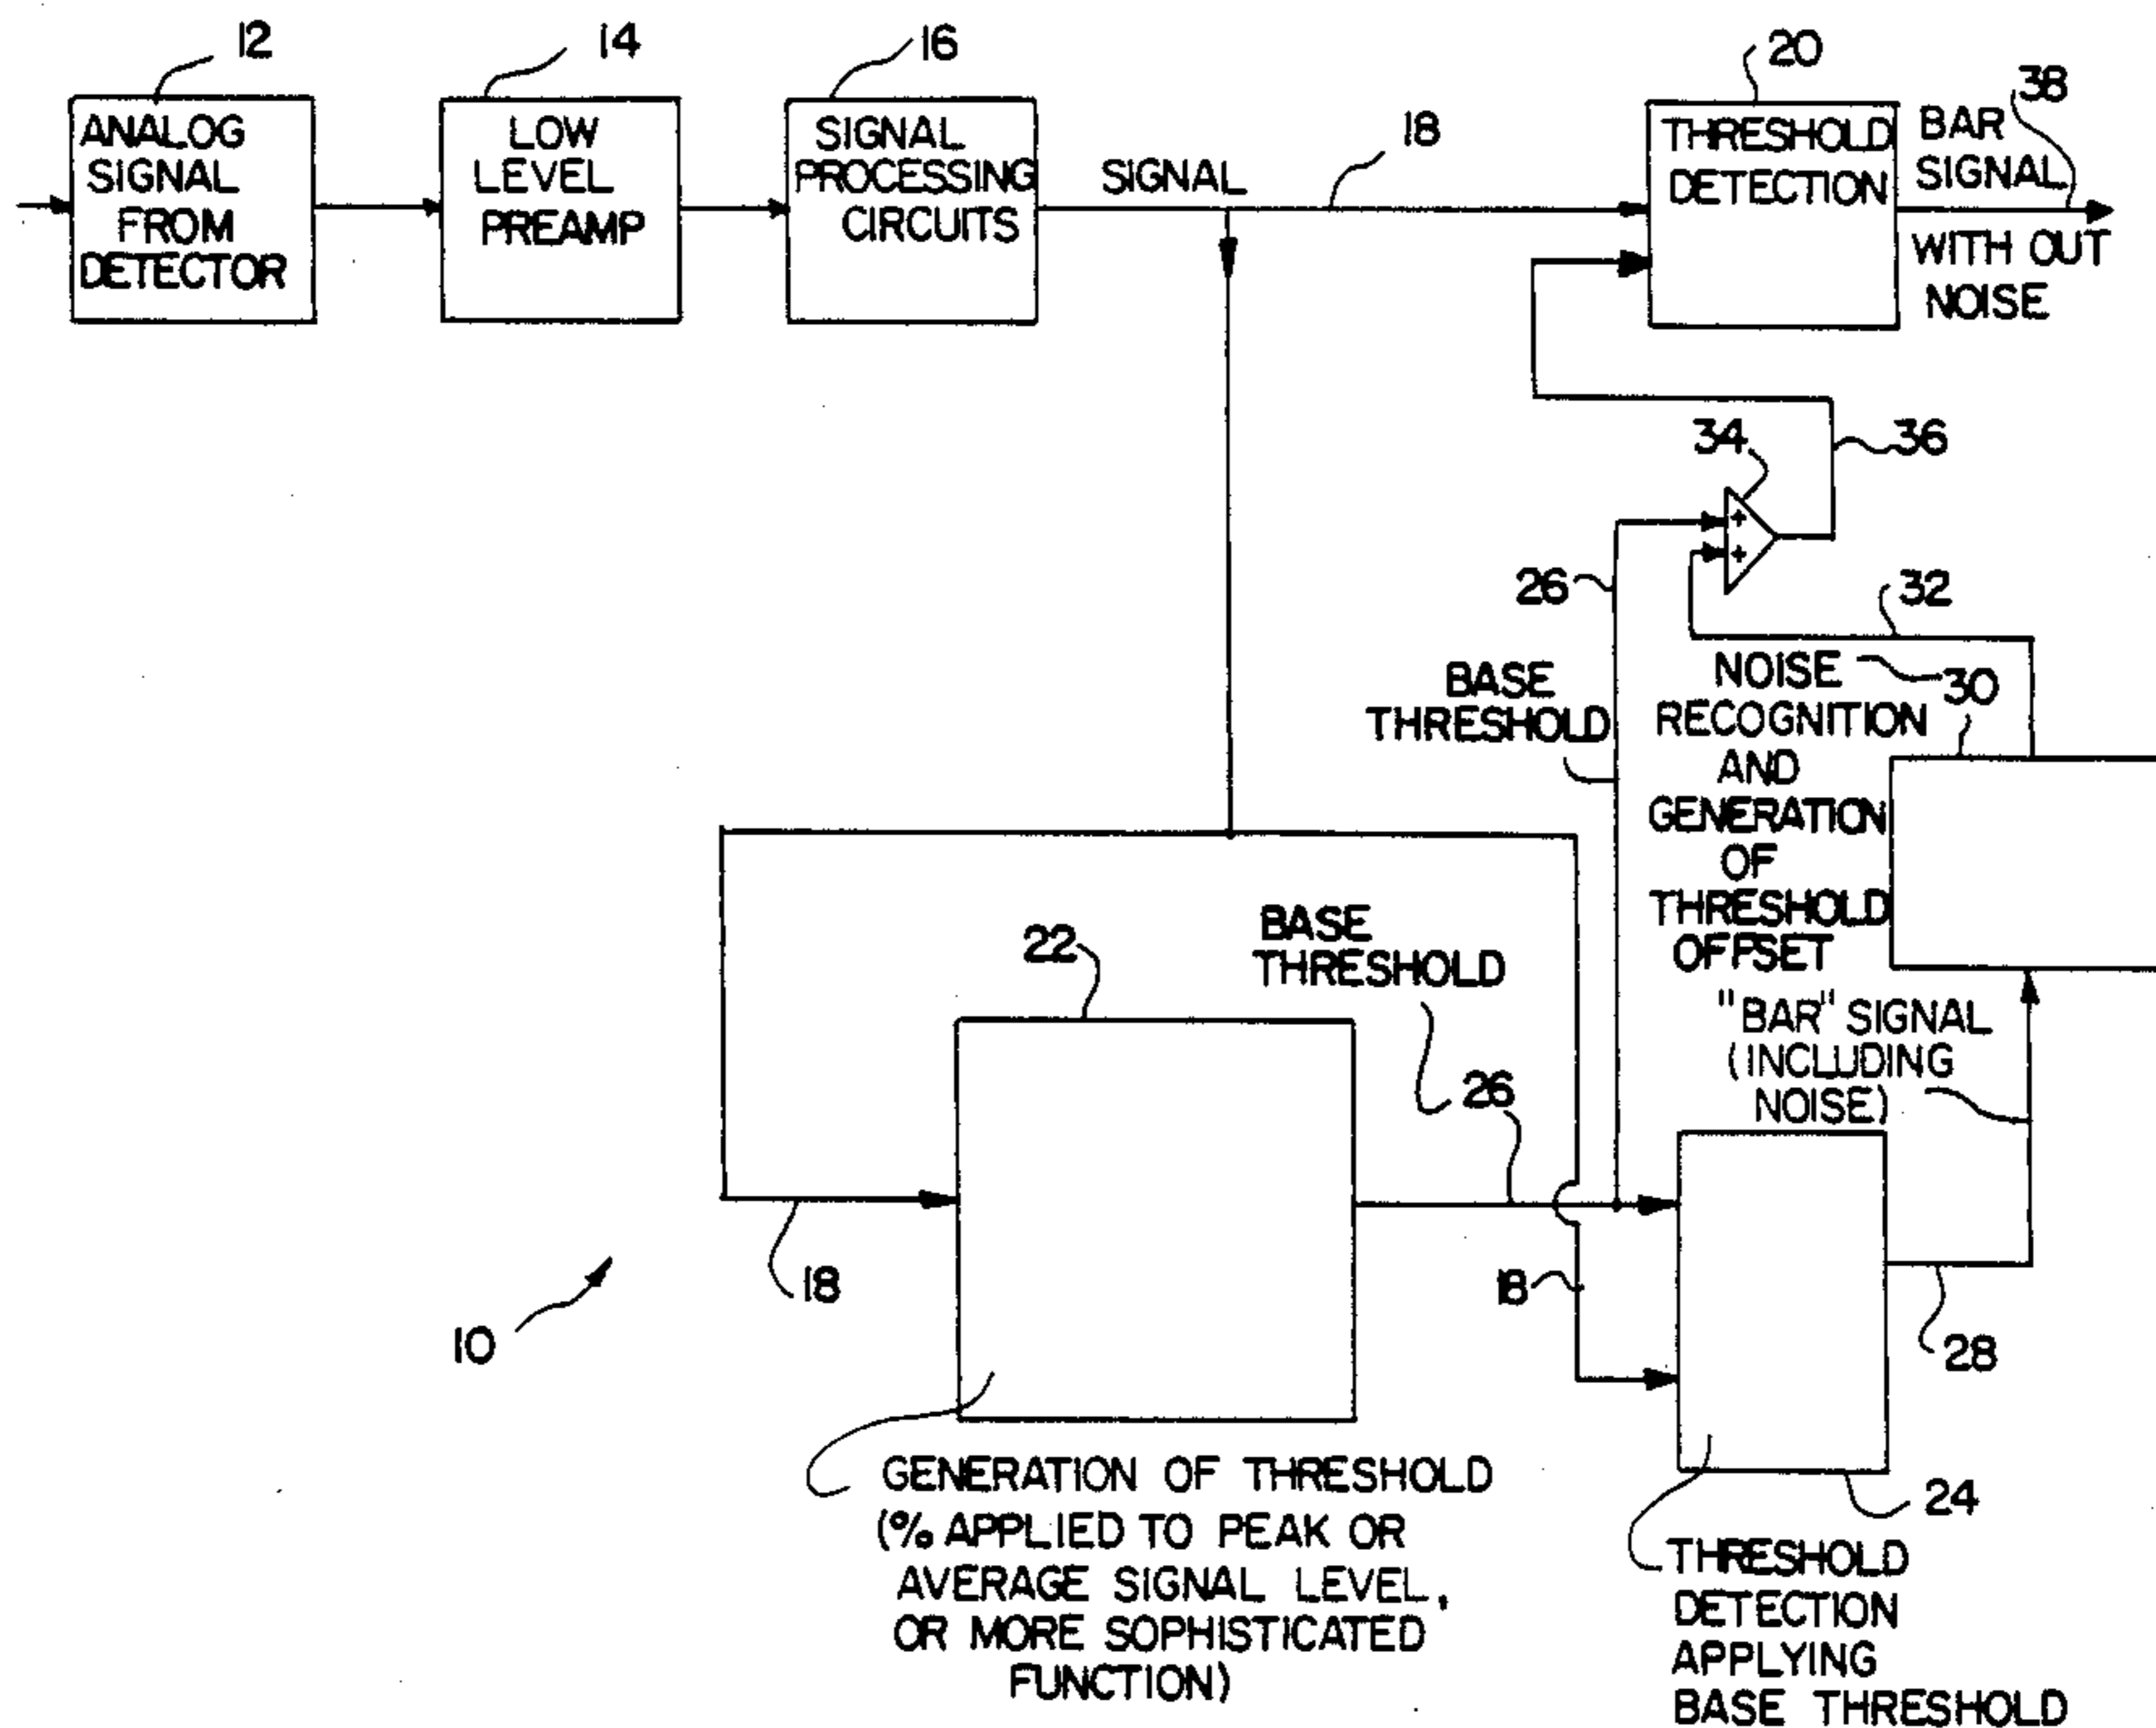 12
14
16
20
38
ANALOG
SIGNAL
FROM
DETECTOR
LOW
LEVEL
PREAMP
SIGNAL
PROCESSING
CIRCUITS
SIGNAL
18
THRESHOLD
DETECTION
BAR
SIGNAL
WITH OUT
NOISE
34
36
+
+
26
32
BASE
THRESHOLD
NOISE
RECOGNITION
AND
GENERATION
OF
THRESHOLD
OFFSET
30
22
BASE
THRESHOLD
26
"BAR" SIGNAL
(INCLUDING
NOISE)
18
18
10
28
24
GENERATION OF THRESHOLD
(% APPLIED TO PEAK OR
AVERAGE SIGNAL LEVEL,
OR MORE SOPHISTICATED
FUNCTION)
THRESHOLD
DETECTION
APPLYING
BASE THRESHOLD